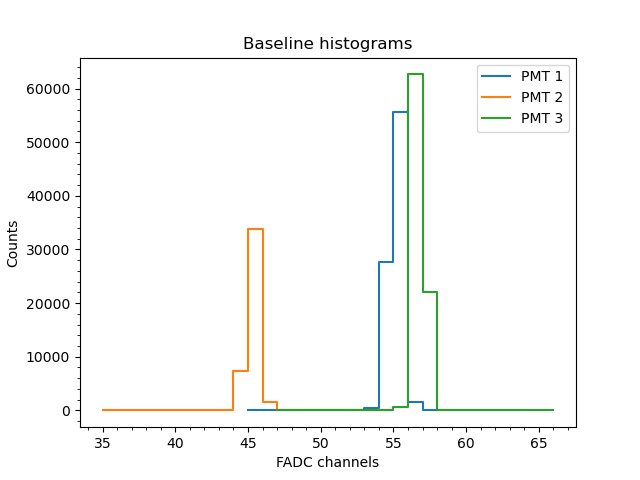 Baseline histograms
PMT 1
PMT 2
PMT 3
60000
50000
40000
30000
20000
10000
0
Counts
35 40 45 50 55 60 65
FADC channels